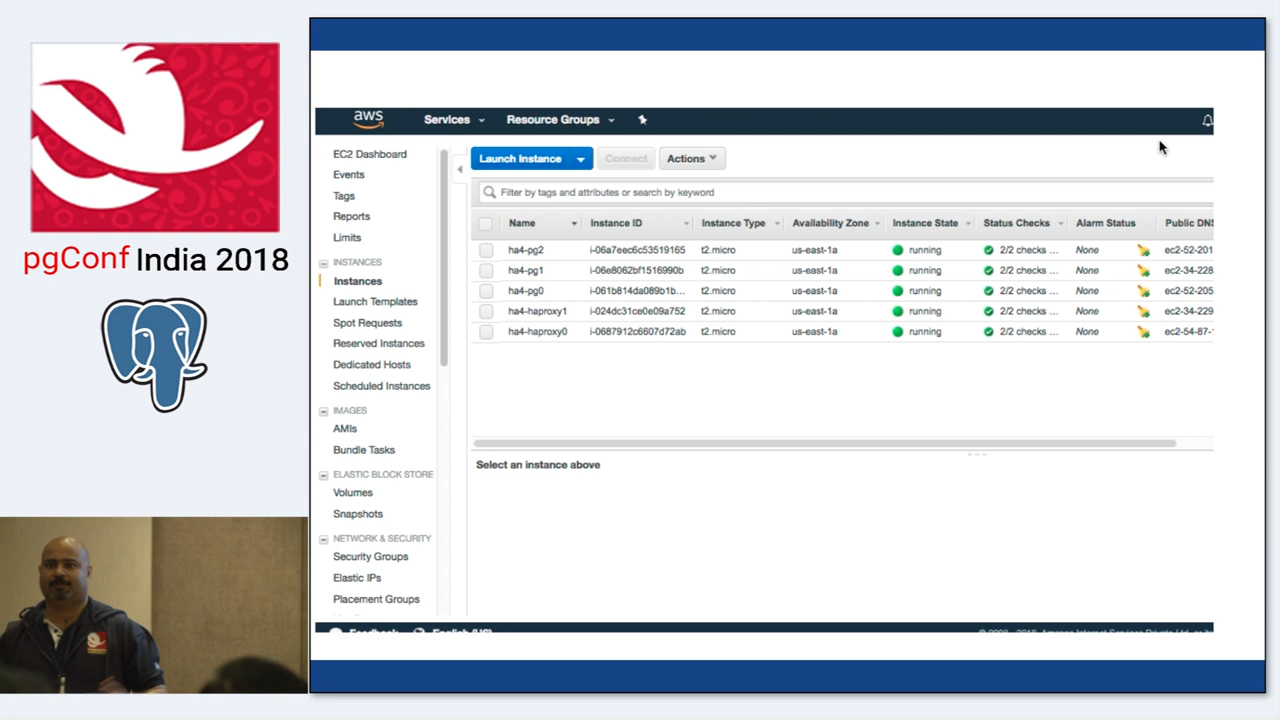 pgConf India 2018
aws Services Resource Groups
EC2 Dashboard
Events
Tags
Reports
Limits
INSTANCES
Instances
Launch Templates
Spot Requests
Reserved Instances
Dedicated Hosts
Scheduled Instances
IMAGES
AMIs
Bundle Tasks
ELASTIC BLOCK STORE
Volumes
Snapshots
NETWORK & SECURITY
Security Groups
Elastic IPs
Placement Groups
Launch Instance Connect Actions
Filter by tags and attributes or search by keyword
Name Instance ID Instance Type Availability Zone Instance State Status Checks Alarm Status Public DNS
ha4-pg2 i-06a7eec6c53519165 t2.micro us-east-1a running 2/2 checks ... None ec2-52-201
ha4-pg1 i-06e8062bf1516990b t2.micro us-east-1a running 2/2 checks ... None ec2-34-228
ha4-pg0 i-061b814da089b1b... t2.micro us-east-1a running 2/2 checks ... None ec2-52-205
ha4-haproxy1 i-024dc31ce0e09a752 t2.micro us-east-1a running 2/2 checks ... None ec2-34-229
ha4-haproxy0 i-0687912c6607d72ab t2.micro us-east-1a running 2/2 checks ... None ec2-54-87-
Select an instance above
Feedback English (US)